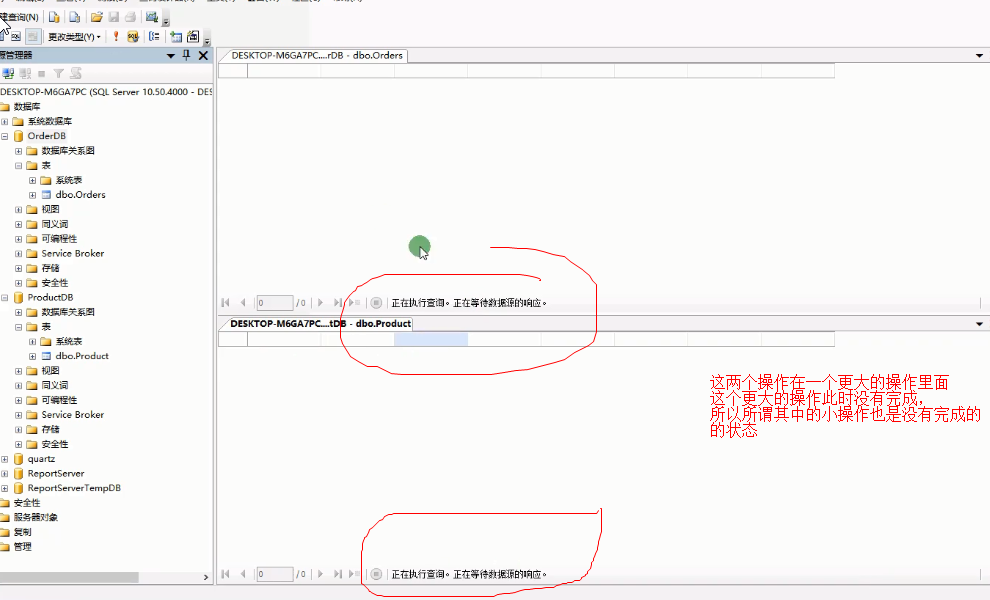 建查询(N)
更改类型(Y)
源管理器
DESKTOP-M6GA7PC (SQL Server 10.50.4000 - DES
数据库
系统数据库
OrderDB
数据库关系图
表
系统表
dbo.Orders
视图
同义词
可编程性
Service Broker
存储
安全性
ProductDB
数据库关系图
表
系统表
dbo.Product
视图
同义词
可编程性
Service Broker
存储
安全性
quartz
ReportServer
ReportServerTempDB
安全性
服务器对象
复制
管理
DESKTOP-M6GA7PC....rDB - dbo.Orders
0 / 0 正在执行查询。正在等待数据源的响应。
DESKTOP-M6GA7PC....tDB - dbo.Product
这两个操作在一个更大的操作里面
这个更大的操作此时没有完成，
所以所谓其中的小操作也是没有完成的
的状态
0 / 0 正在执行查询。正在等待数据源的响应。